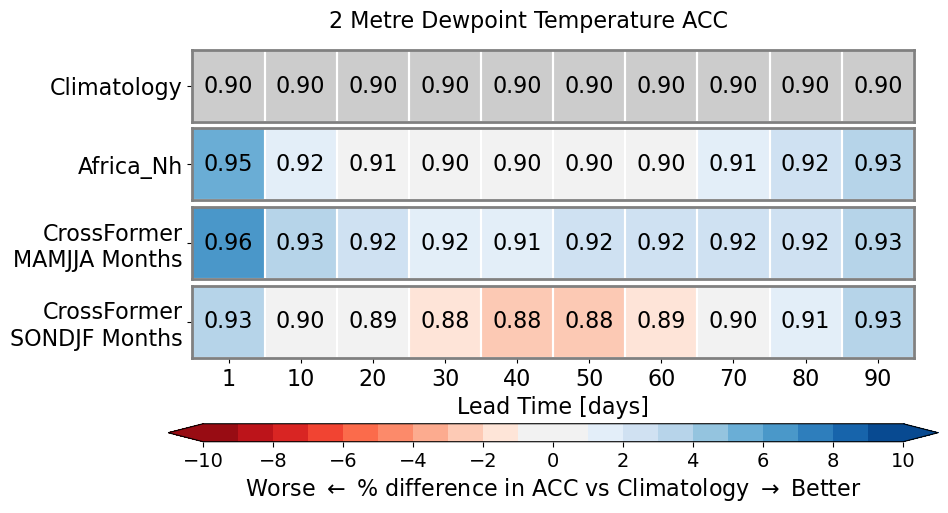 2 Metre Dewpoint Temperature ACC
Climatology 0.90 0.90 0.90 0.90 0.90 0.90 0.90 0.90 0.90 0.90
Africa_Nh 0.95 0.92 0.91 0.90 0.90 0.90 0.90 0.91 0.92 0.93
CrossFormer
MAMJJA Months 0.96 0.93 0.92 0.92 0.91 0.92 0.92 0.92 0.92 0.93
CrossFormer
SONDJF Months 0.93 0.90 0.89 0.88 0.88 0.88 0.89 0.90 0.91 0.93
1 10 20 30 40 50 60 70 80 90
Lead Time [days]
−10 −8 −6 −4 −2 0 2 4 6 8 10
Worse ← % difference in ACC vs Climatology → Better